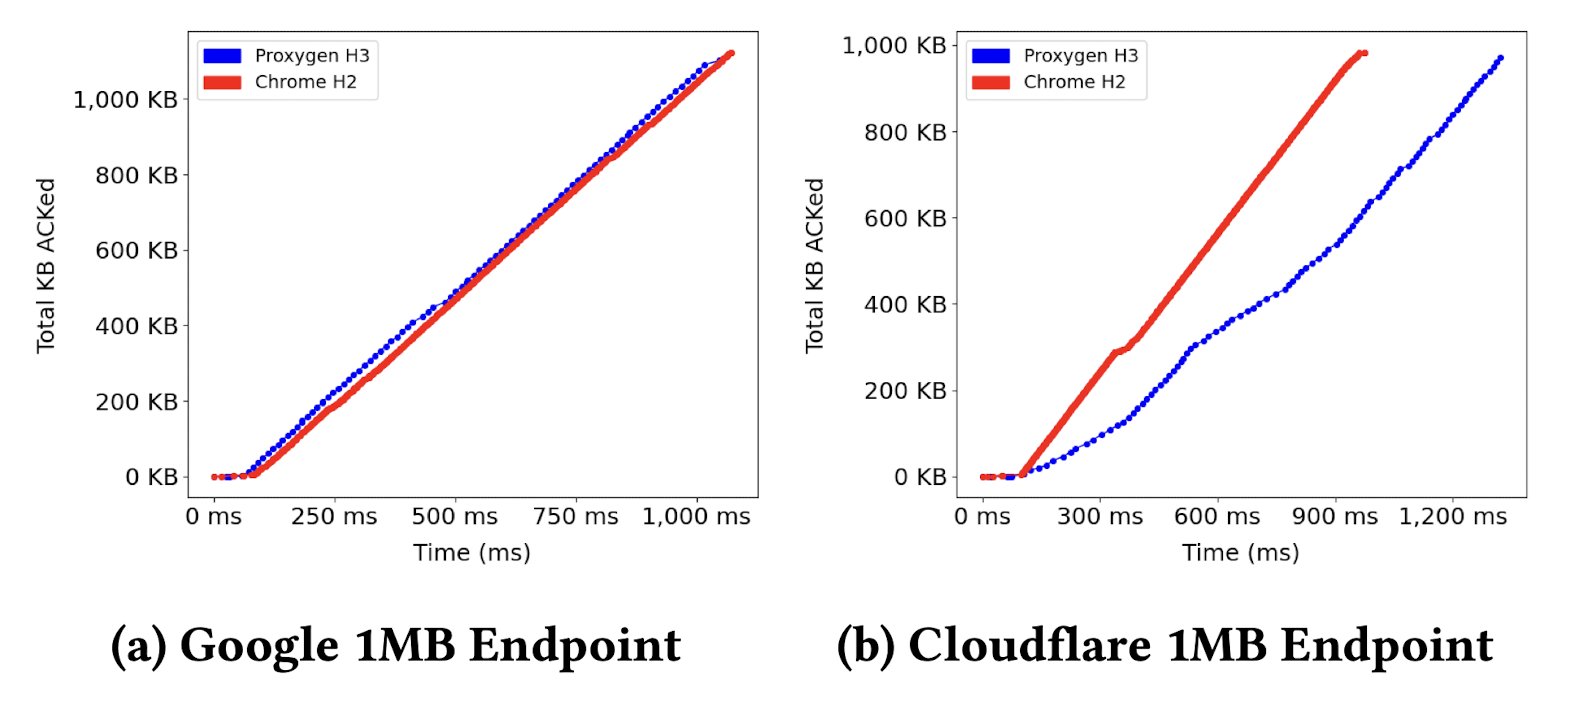 Proxygen H3
Chrome H2
1,000 KB
800 KB
600 KB
400 KB
200 KB
0 KB
Total KB ACKed
0 ms 250 ms 500 ms 750 ms 1,000 ms
Time (ms)
(a) Google 1MB Endpoint
Proxygen H3
Chrome H2
1,000 KB
800 KB
600 KB
400 KB
200 KB
0 KB
Total KB ACKed
0 ms 300 ms 600 ms 900 ms 1,200 ms
Time (ms)
(b) Cloudflare 1MB Endpoint